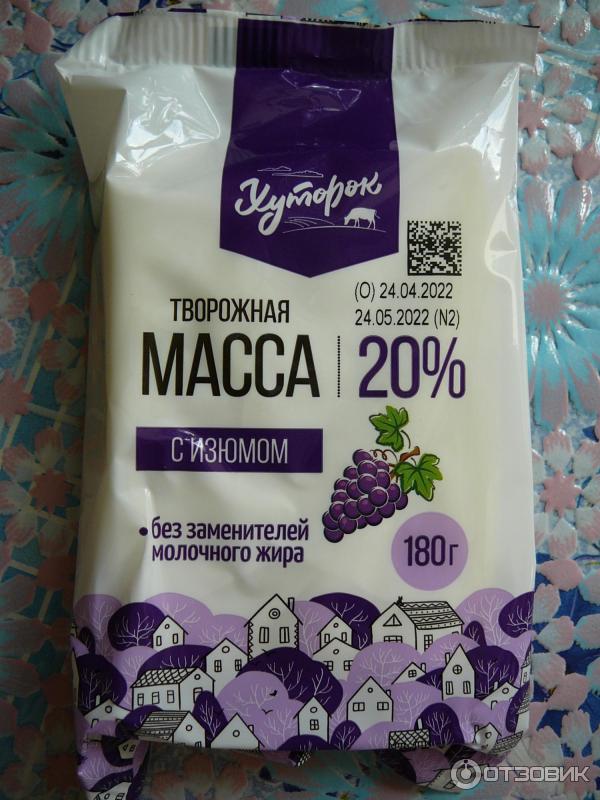 Хуторок
(О) 24.04.2022
24.05.2022 (N2)
ТВОРОЖНАЯ
МАССА 20%
С ИЗЮМОМ
•без заменителей
молочного жира
180г
ОТЗОВИК